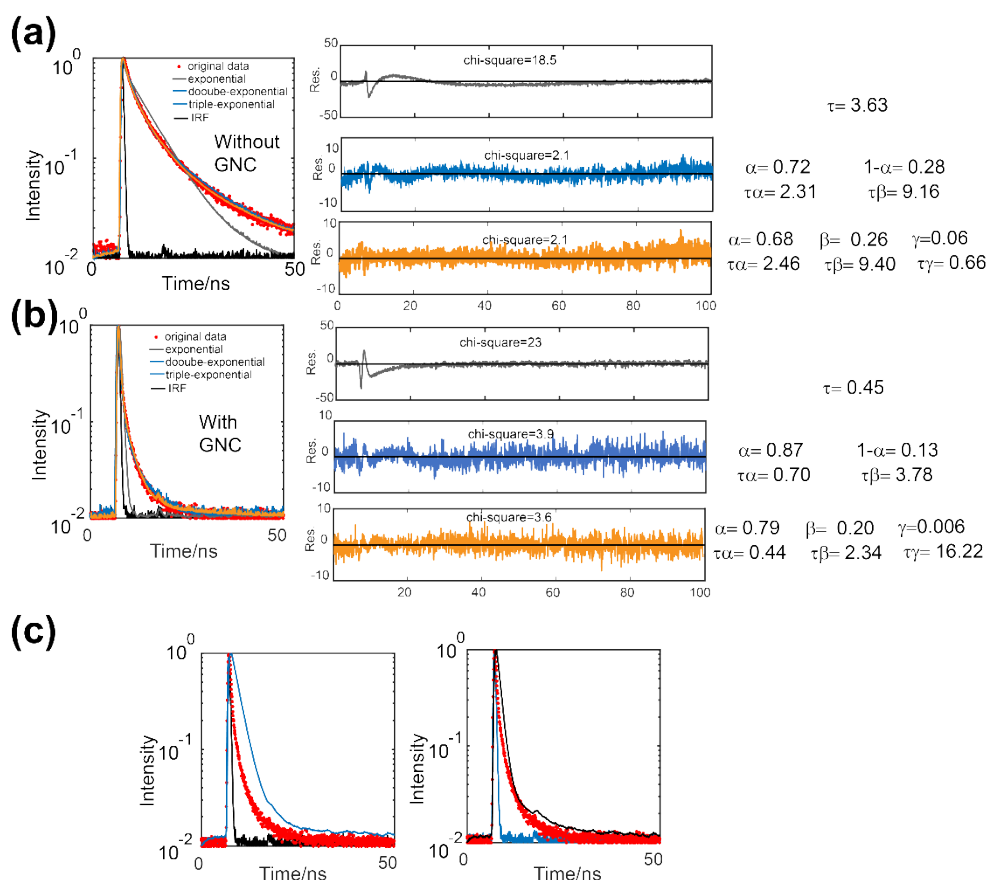 (a)
10⁰
10⁻¹
10⁻²
Intensity
original data
exponential
dooube-exponential
triple-exponential
IRF
Without
GNC
0
50
Time/ns
50
0
-50
Res.
chi-square=18.5
τ= 3.63
10
0
-10
Res.
chi-square=2.1
α= 0.72 1-α= 0.28
τα= 2.31 τβ= 9.16
10
0
-10
Res.
chi-square=2.1
0 20 40 60 80 100
α= 0.68 β= 0.26 γ=0.06
τα= 2.46 τβ= 9.40 τγ= 0.66
(b)
10⁰
10⁻¹
10⁻²
Intensity
original data
exponential
dooube-exponential
triple-exponential
IRF
With
GNC
0
50
Time/ns
50
0
-50
Res.
chi-square=23
τ= 0.45
10
0
-10
Res.
chi-square=3.9
α= 0.87 1-α= 0.13
τα= 0.70 τβ= 3.78
10
0
-10
Res
chi-square=3.6
20 40 60 80 100
α= 0.79 β= 0.20 γ=0.006
τα= 0.44 τβ= 2.34 τγ= 16.22
(c)
10⁰
10⁻¹
10⁻²
Intensity
0
50
Time/ns
10⁰
10⁻¹
10⁻²
Intensity
0
50
Time/ns